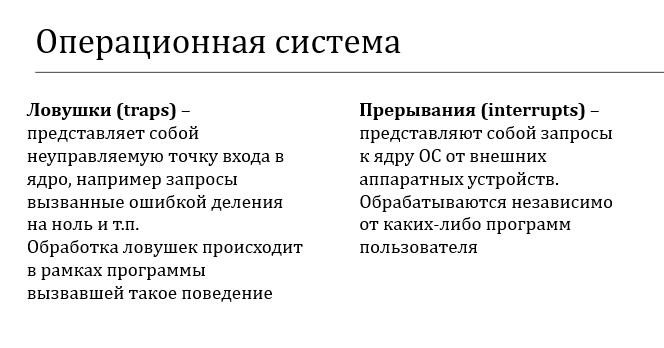 Операционная система
Ловушки (traps) –
представляет собой
неуправляемую точку входа в
ядро, например запросы
вызванные ошибкой деления
на ноль и т.п.
Обработка ловушек происходит
в рамках программы
вызвавшей такое поведение
Прерывания (interrupts) –
представляют собой запросы
к ядру ОС от внешних
аппаратных устройств.
Обрабатываются независимо
от каких-либо программ
пользователя